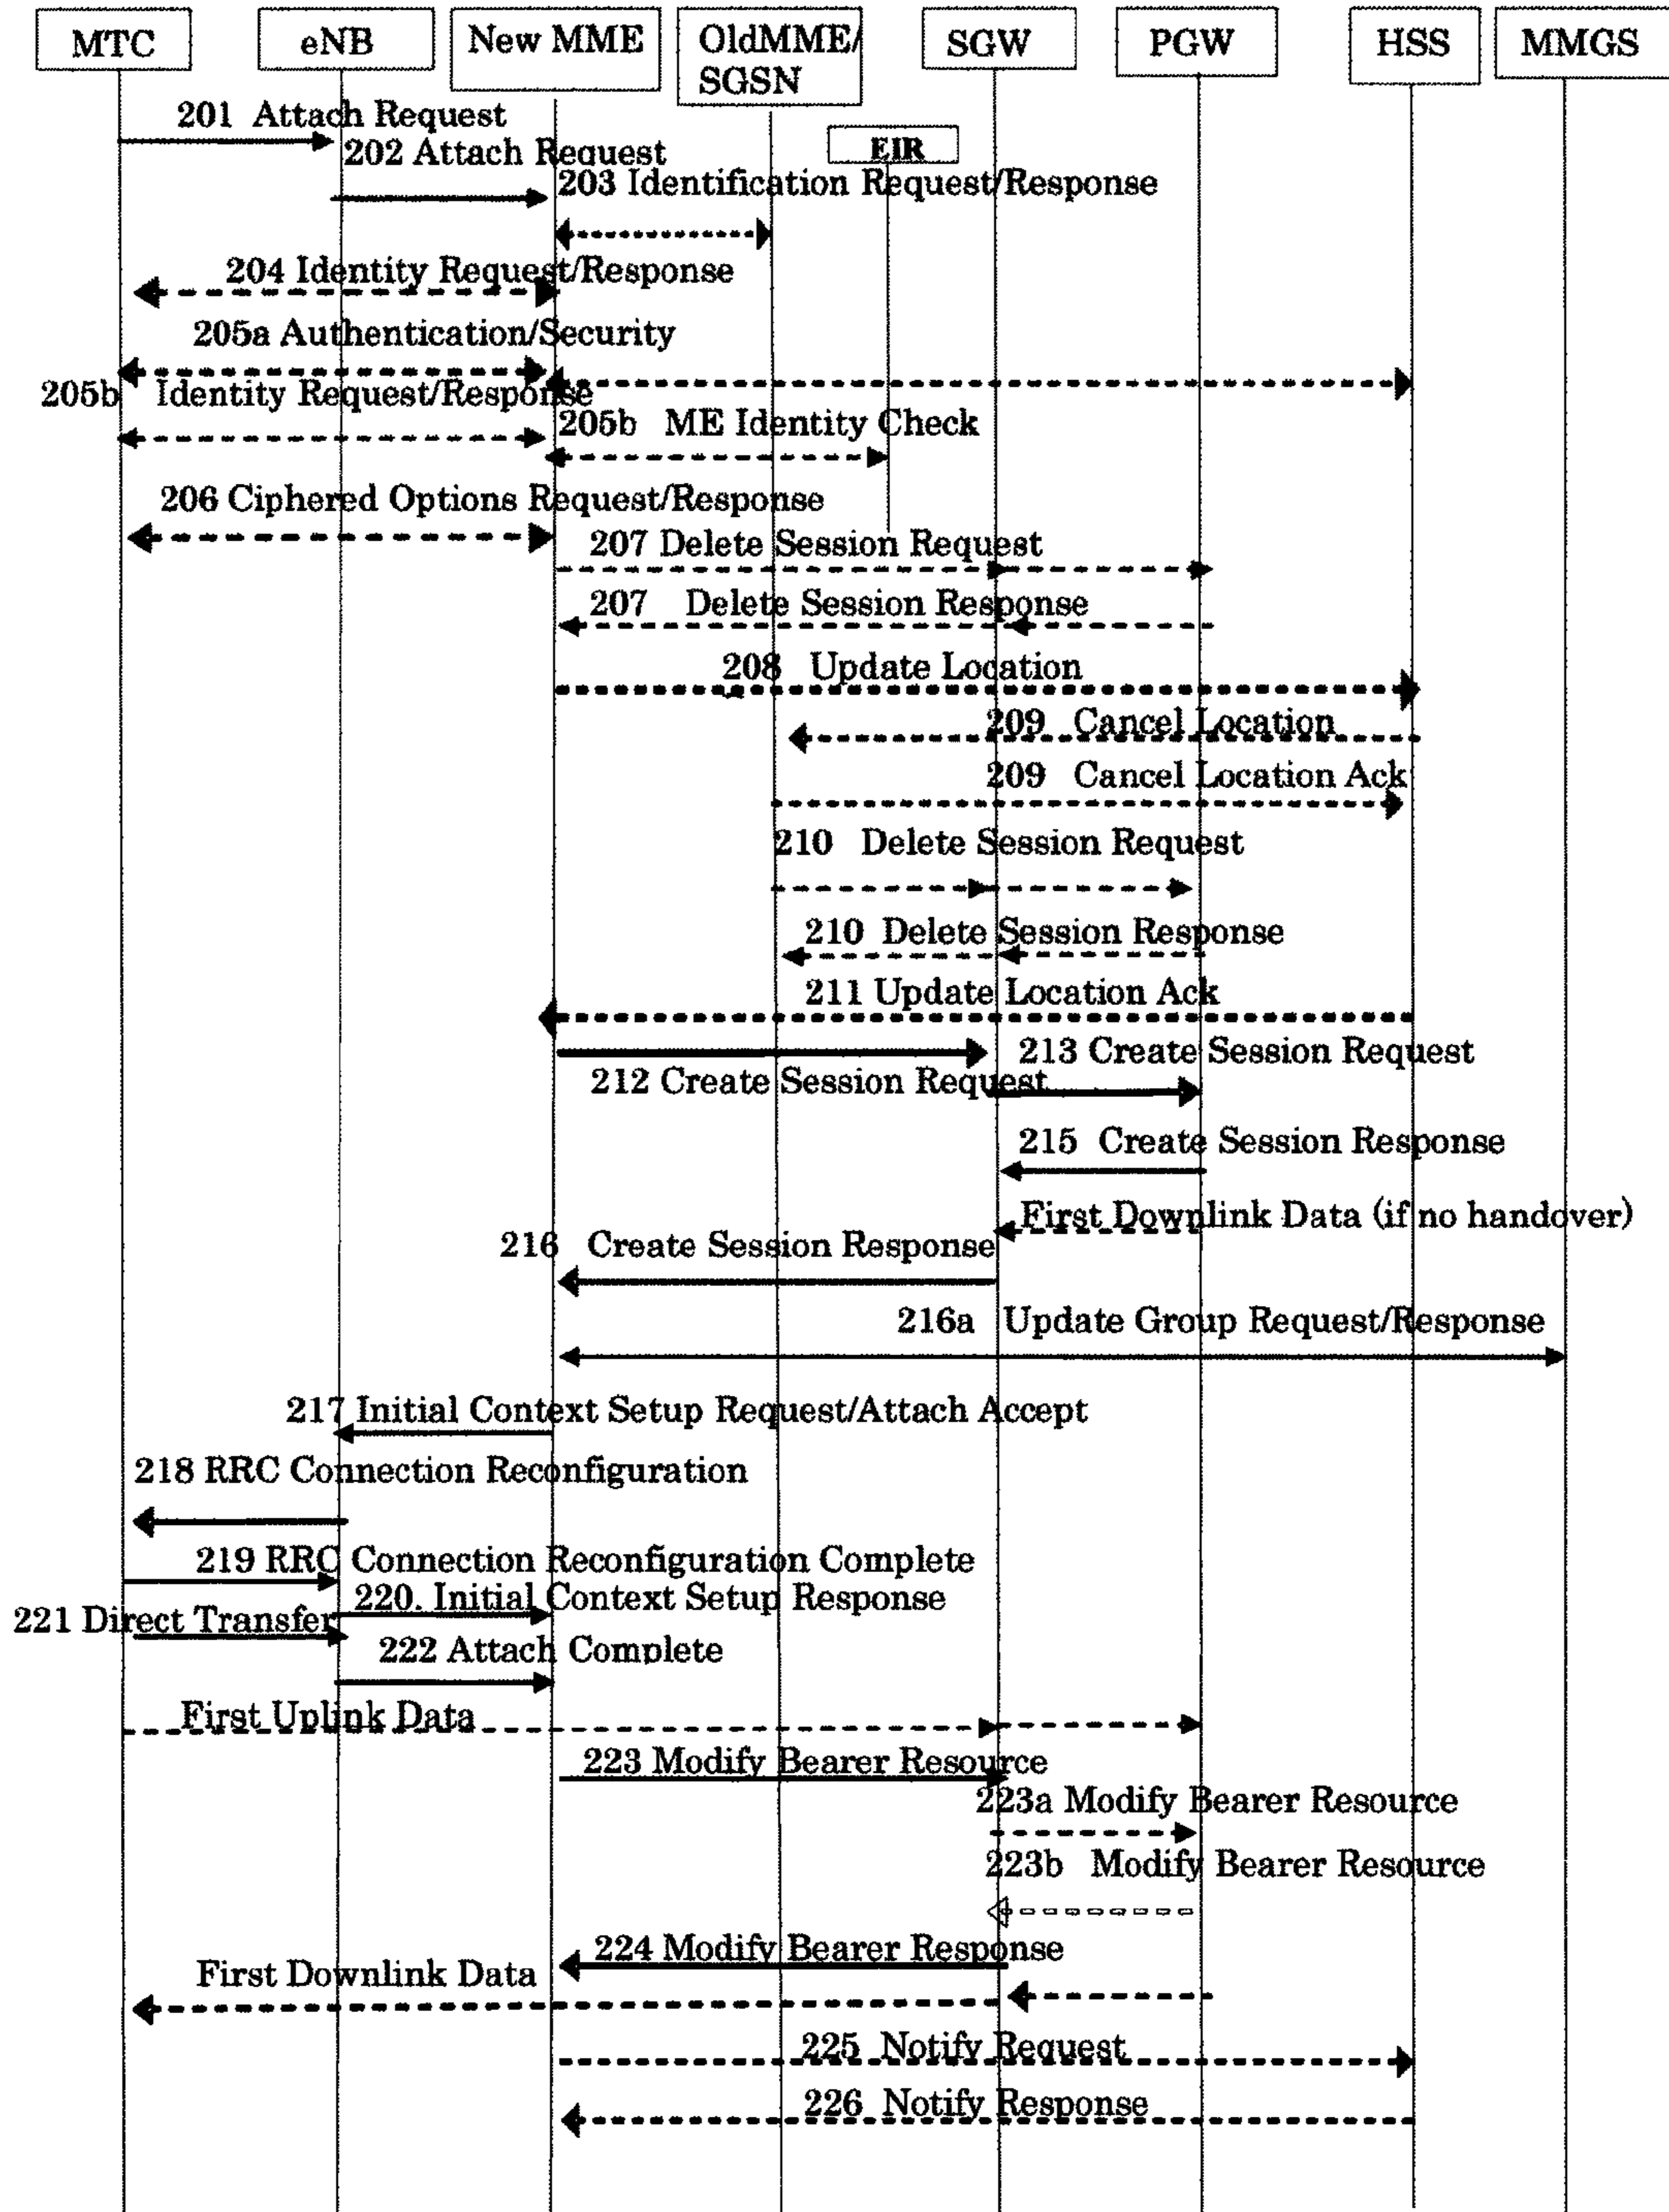 MTC
eNB
New MME
OldMME/
SGSN
SGW
PGW
HSS
MMGS
201 Attach Request
EIR
202 Attach Request
203 Identification Request/Response
204 Identity Request/Response
205a Authentication/Security
205b Identity Request/Response
205b ME Identity Check
206 Ciphered Options Request/Response
207 Delete Session Request
207 Delete Session Response
208 Update Location
209 Cancel Location
209 Cancel Location Ack
210 Delete Session Request
210 Delete Session Response
211 Update Location Ack
213 Create Session Request
212 Create Session Request
215 Create Session Response
First Downlink Data (if no handover)
216 Create Session Response
216a Update Group Request/Response
217 Initial Context Setup Request/Attach Accept
218 RRC Connection Reconfiguration
219 RRC Connection Reconfiguration Complete
220. Initial Context Setup Response
221 Direct Transfer
222 Attach Complete
First Uplink Data
223 Modify Bearer Resource
223a Modify Bearer Resource
223b Modify Bearer Resource
224 Modify Bearer Response
First Downlink Data
225 Notify Request
226 Notify Response